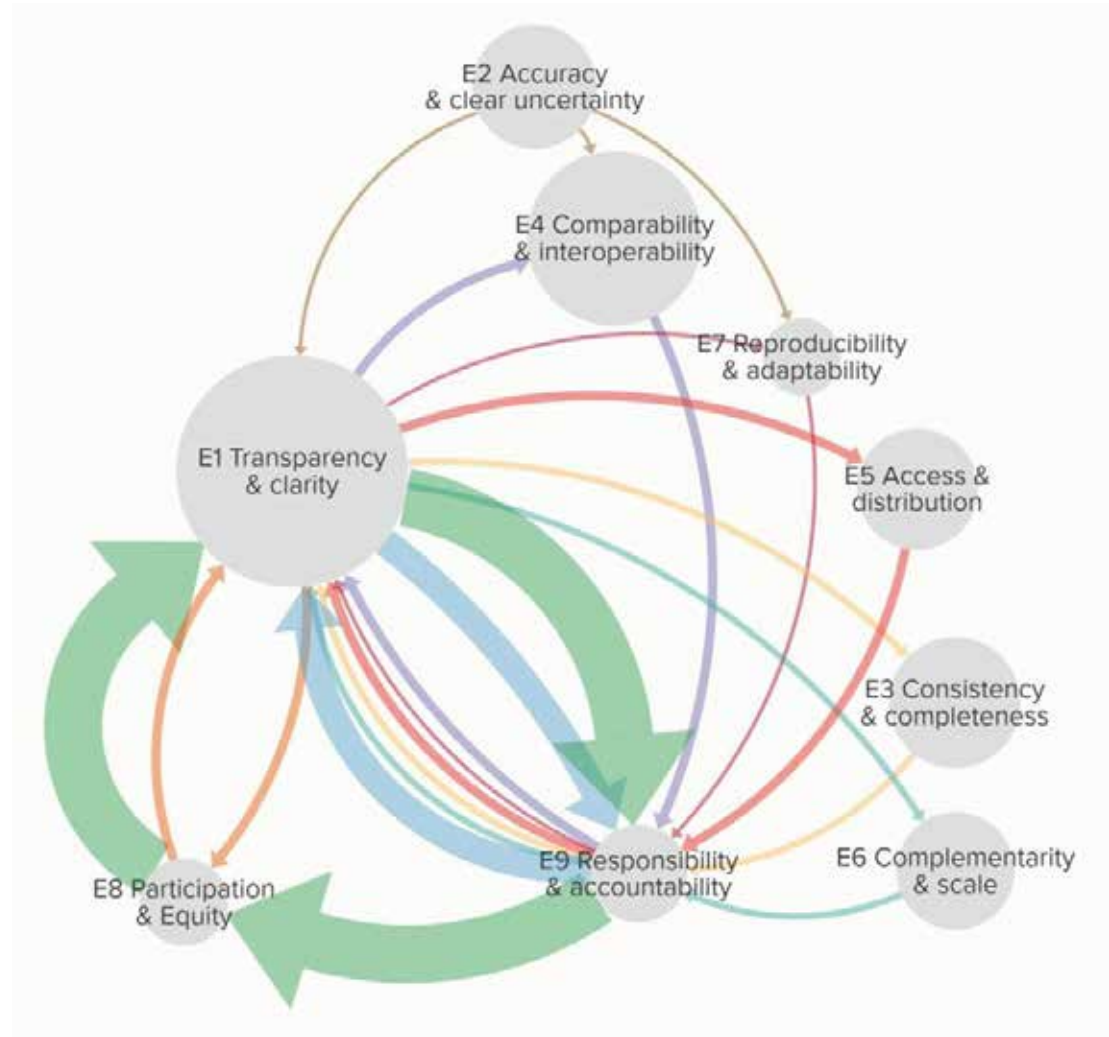 E2 Accuracy
& clear uncertainty
E4 Comparability
& interoperability
E7 Reproducibility
& adaptability
E1 Transparency
& clarity
E5 Access &
distribution
E3 Consistency
& completeness
E9 Responsibility
& accountability
E6 Complementarity
& scale
E8 Participation
& Equity